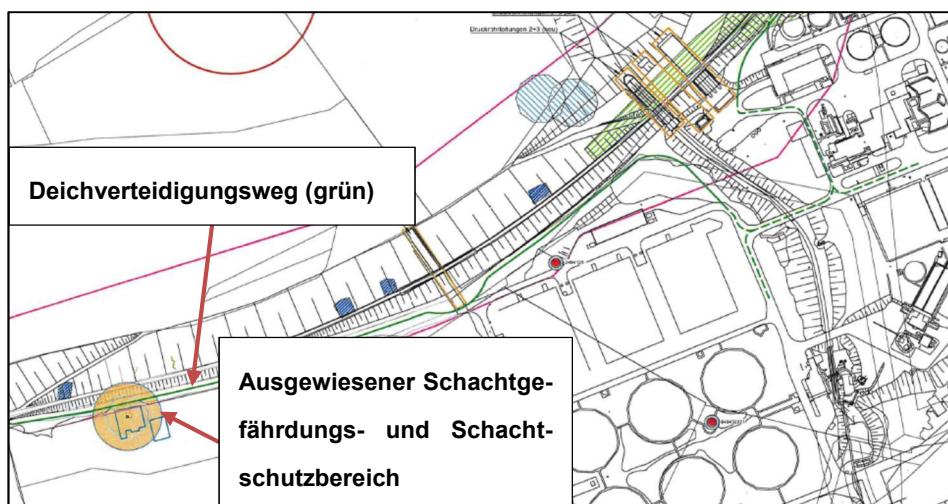 Druckrohrleitungen 2+3 (neu)
Deichverteidigungsweg (grün)
Ausgewiesener Schachtge-
fährdungs- und Schacht-
schutzbereich